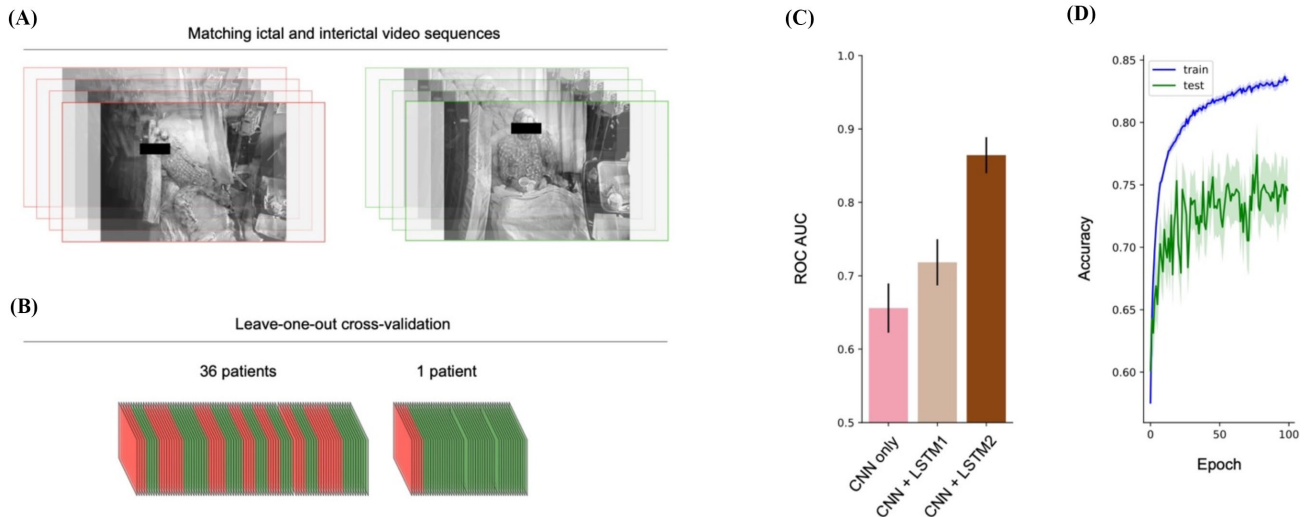 (A)
Matching ictal and interictal video sequences
(B)
Leave-one-out cross-validation
36 patients
1 patient
(C)
1.0
0.9
0.8
0.7
0.6
0.5
ROC AUC
CNN only
CNN + LSTM1
CNN + LSTM2
(D)
train
test
0.85
0.80
0.75
0.70
0.65
0.60
Accuracy
0
50
100
Epoch